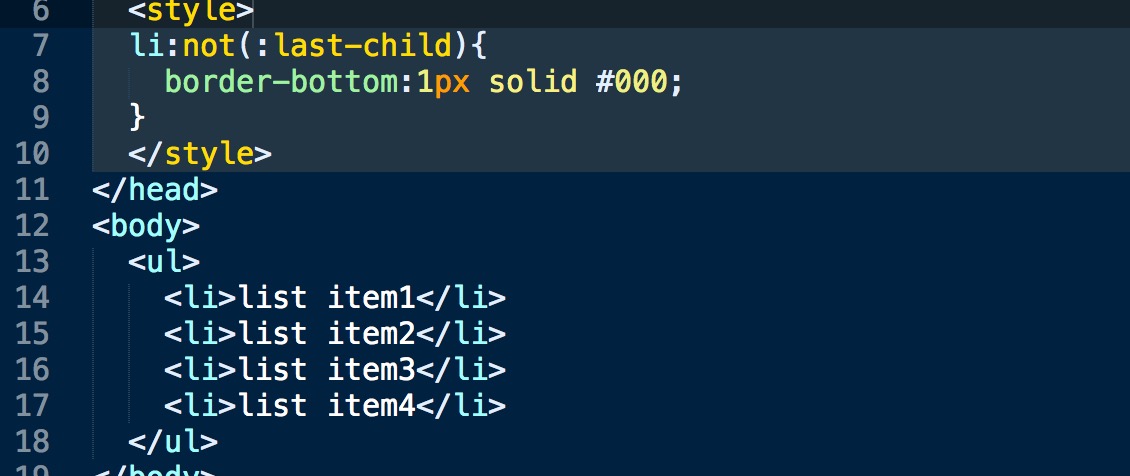 6 <style>
7 li:not(:last-child){
8 border-bottom:1px solid #000;
9 }
10 </style>
11 </head>
12 <body>
13 <ul>
14 <li>list item1</li>
15 <li>list item2</li>
16 <li>list item3</li>
17 <li>list item4</li>
18 </ul>
19 </body>